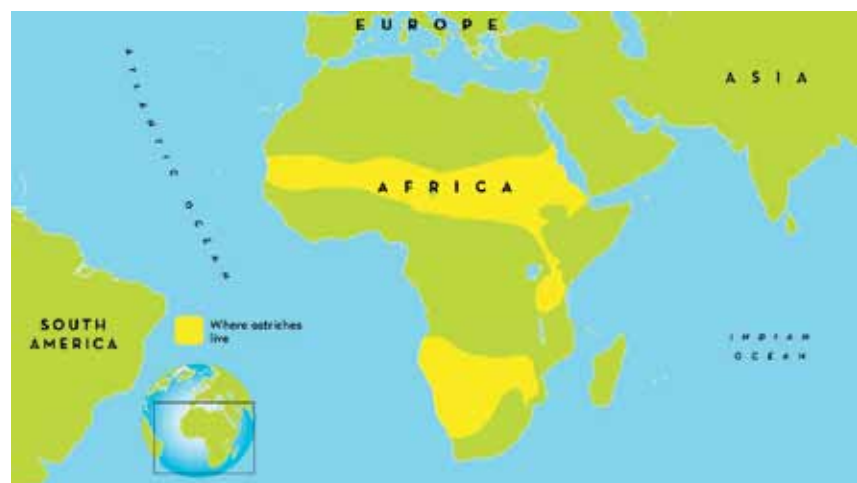 EUROPE
ASIA
ATLANTIC OCEAN
AFRICA
SOUTH
AMERICA
Where ostriches
live
INDIAN
OCEAN